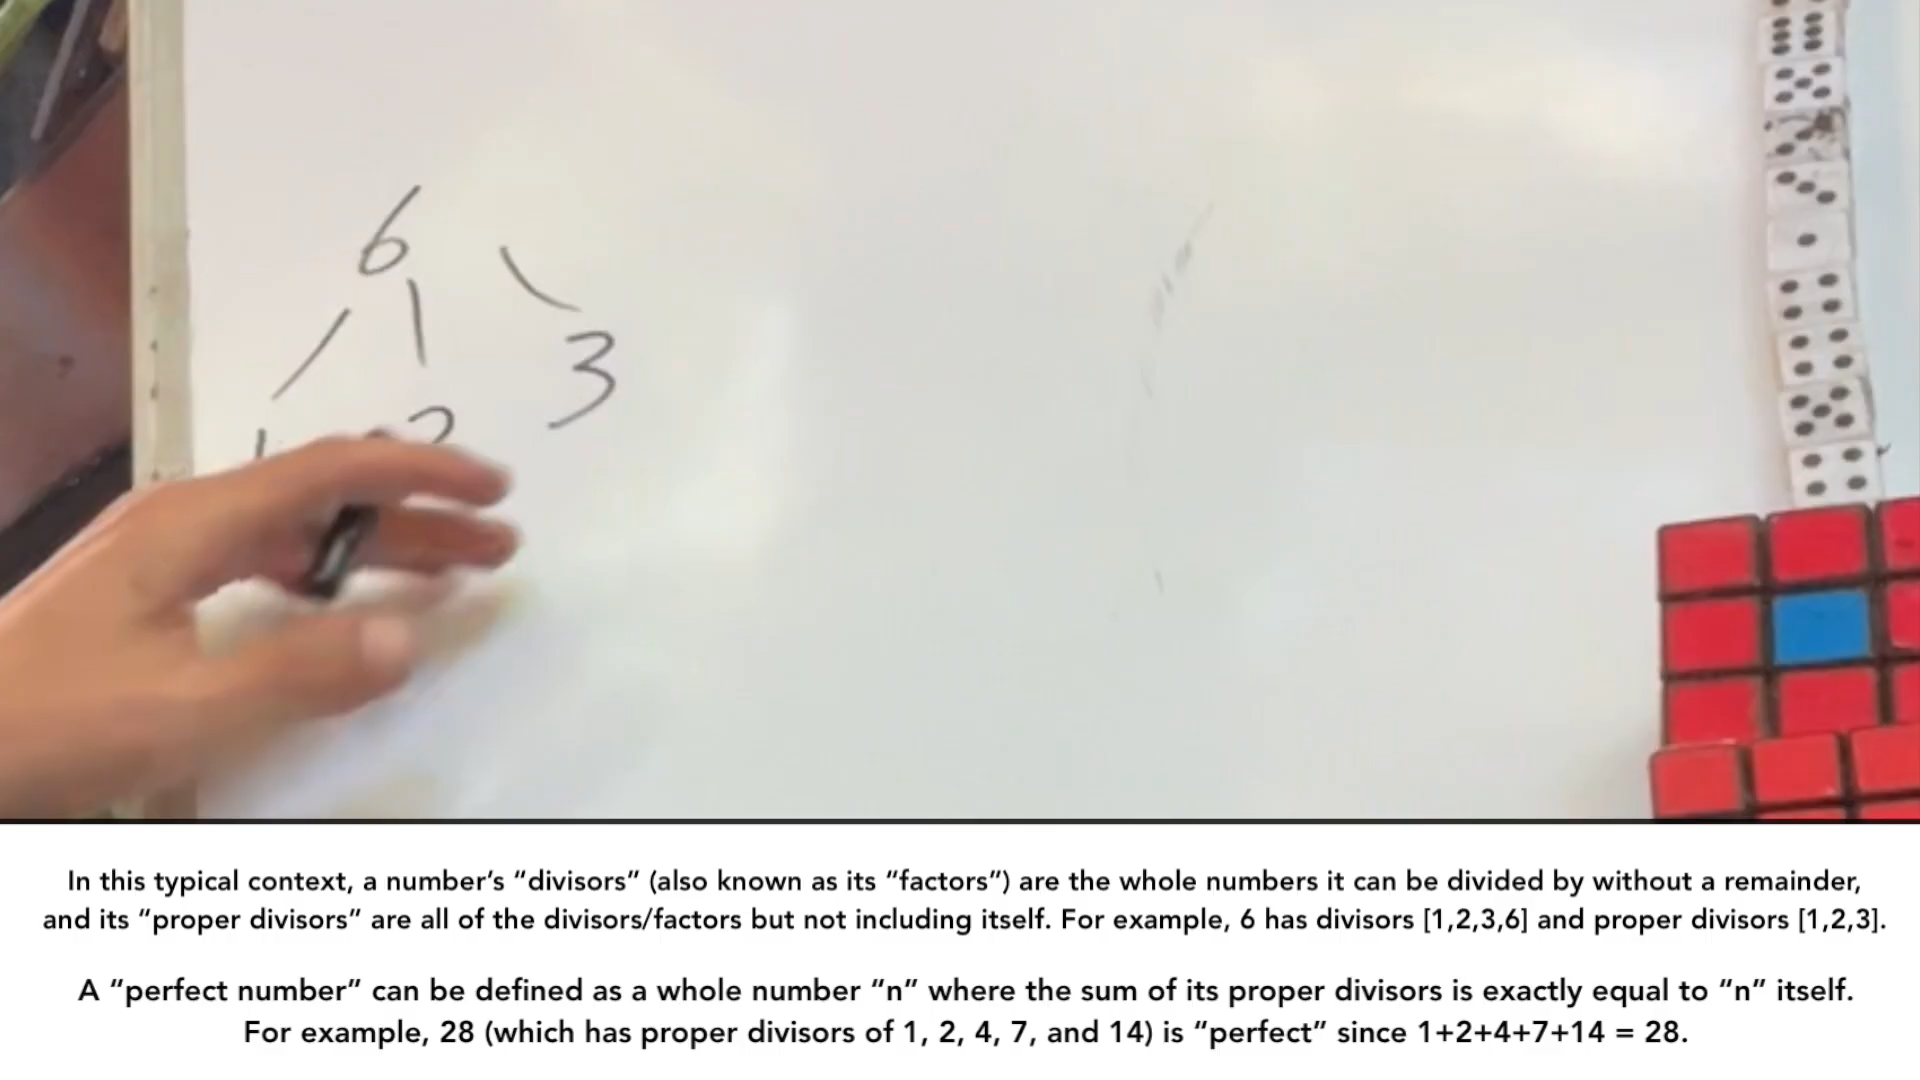 6
3
1 2
In this typical context, a number’s “divisors” (also known as its “factors”) are the whole numbers it can be divided by without a remainder,
and its “proper divisors” are all of the divisors/factors but not including itself. For example, 6 has divisors [1,2,3,6] and proper divisors [1,2,3].
A “perfect number” can be defined as a whole number “n” where the sum of its proper divisors is exactly equal to “n” itself.
For example, 28 (which has proper divisors of 1, 2, 4, 7, and 14) is “perfect” since 1+2+4+7+14 = 28.